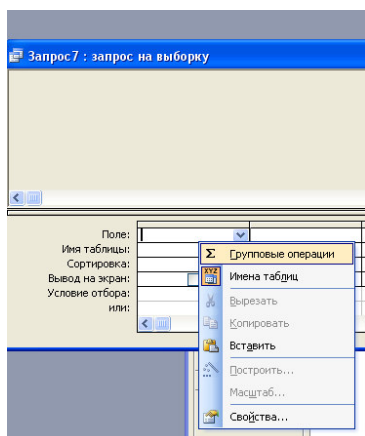 Запрос7 : запрос на выборку
Поле:
Имя таблицы:
Сортировка:
Вывод на экран:
Условие отбора:
или:
Σ Групповые операции
XYZ Имена таблиц
Вырезать
Копировать
Вставить
Построить...
Масштаб...
Свойства...